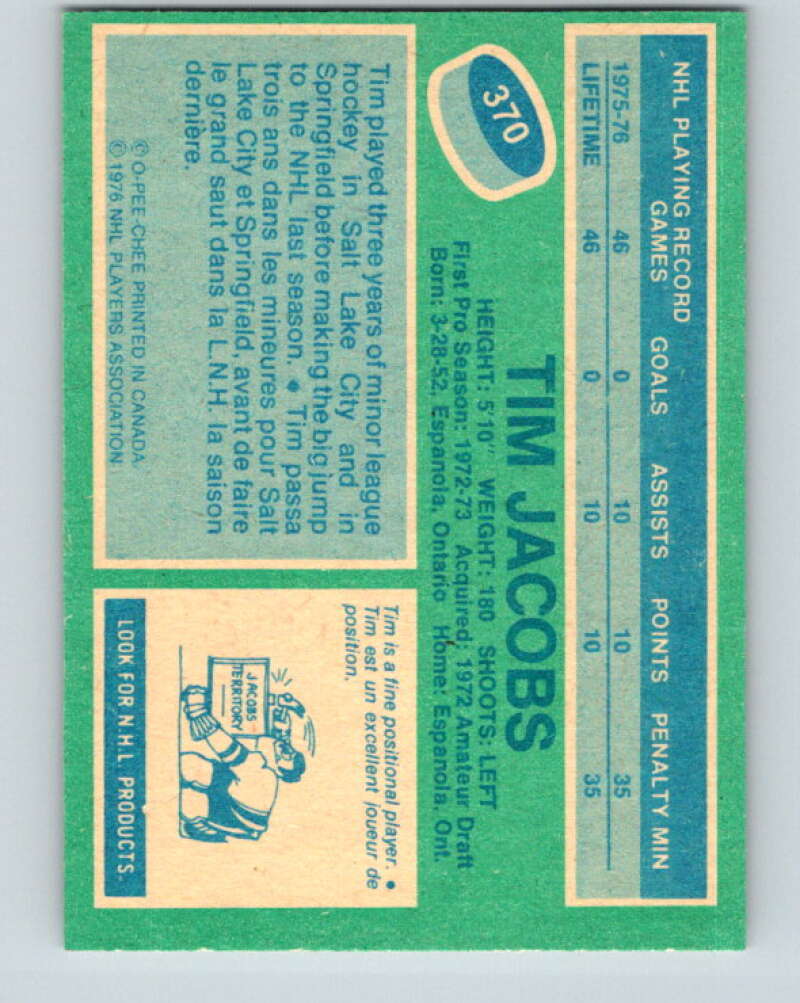 NHL PLAYING RECORD
GAMES GOALS ASSISTS POINTS PENALTY MIN
1975-76 46 0 10 10 35
LIFETIME 46 0 10 10 35
370
TIM JACOBS
HEIGHT: 5'10" WEIGHT: 180 SHOOTS: LEFT
First Pro Season: 1972-73 Acquired: 1972 Amateur Draft
Born: 3-28-52, Espanola, Ontario Home: Espanola, Ont.
Tim played three years of minor league
hockey in Salt Lake City and in
Springfield before making the big jump
to the NHL last season. • Tim passa
trois ans dans les mineures pour Salt
Lake City et Springfield, avant de faire
le grand saut dans la L.N.H. la saison
dernière.
© O-PEE-CHEE PRINTED IN CANADA
© 1976 NHL PLAYERS ASSOCIATION
Tim is a fine positional player. •
Tim est un excellent joueur de
position.
JACOBS
TERRITORY
LOOK FOR N.H.L. PRODUCTS.